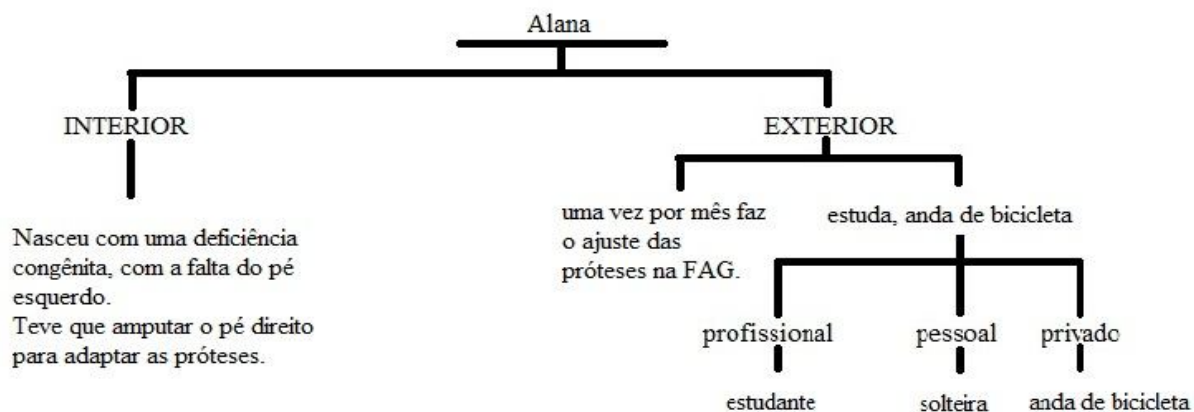 Alana
INTERIOR
EXTERIOR
Nasceu com uma deficiência
congênita, com a falta do pé
esquerdo.
Teve que amputar o pé direito
para adaptar as próteses.
uma vez por mês faz
o ajuste das
próteses na FAG.
estuda, anda de bicicleta
profissional
pessoal
privado
estudante
solteira
anda de bicicleta